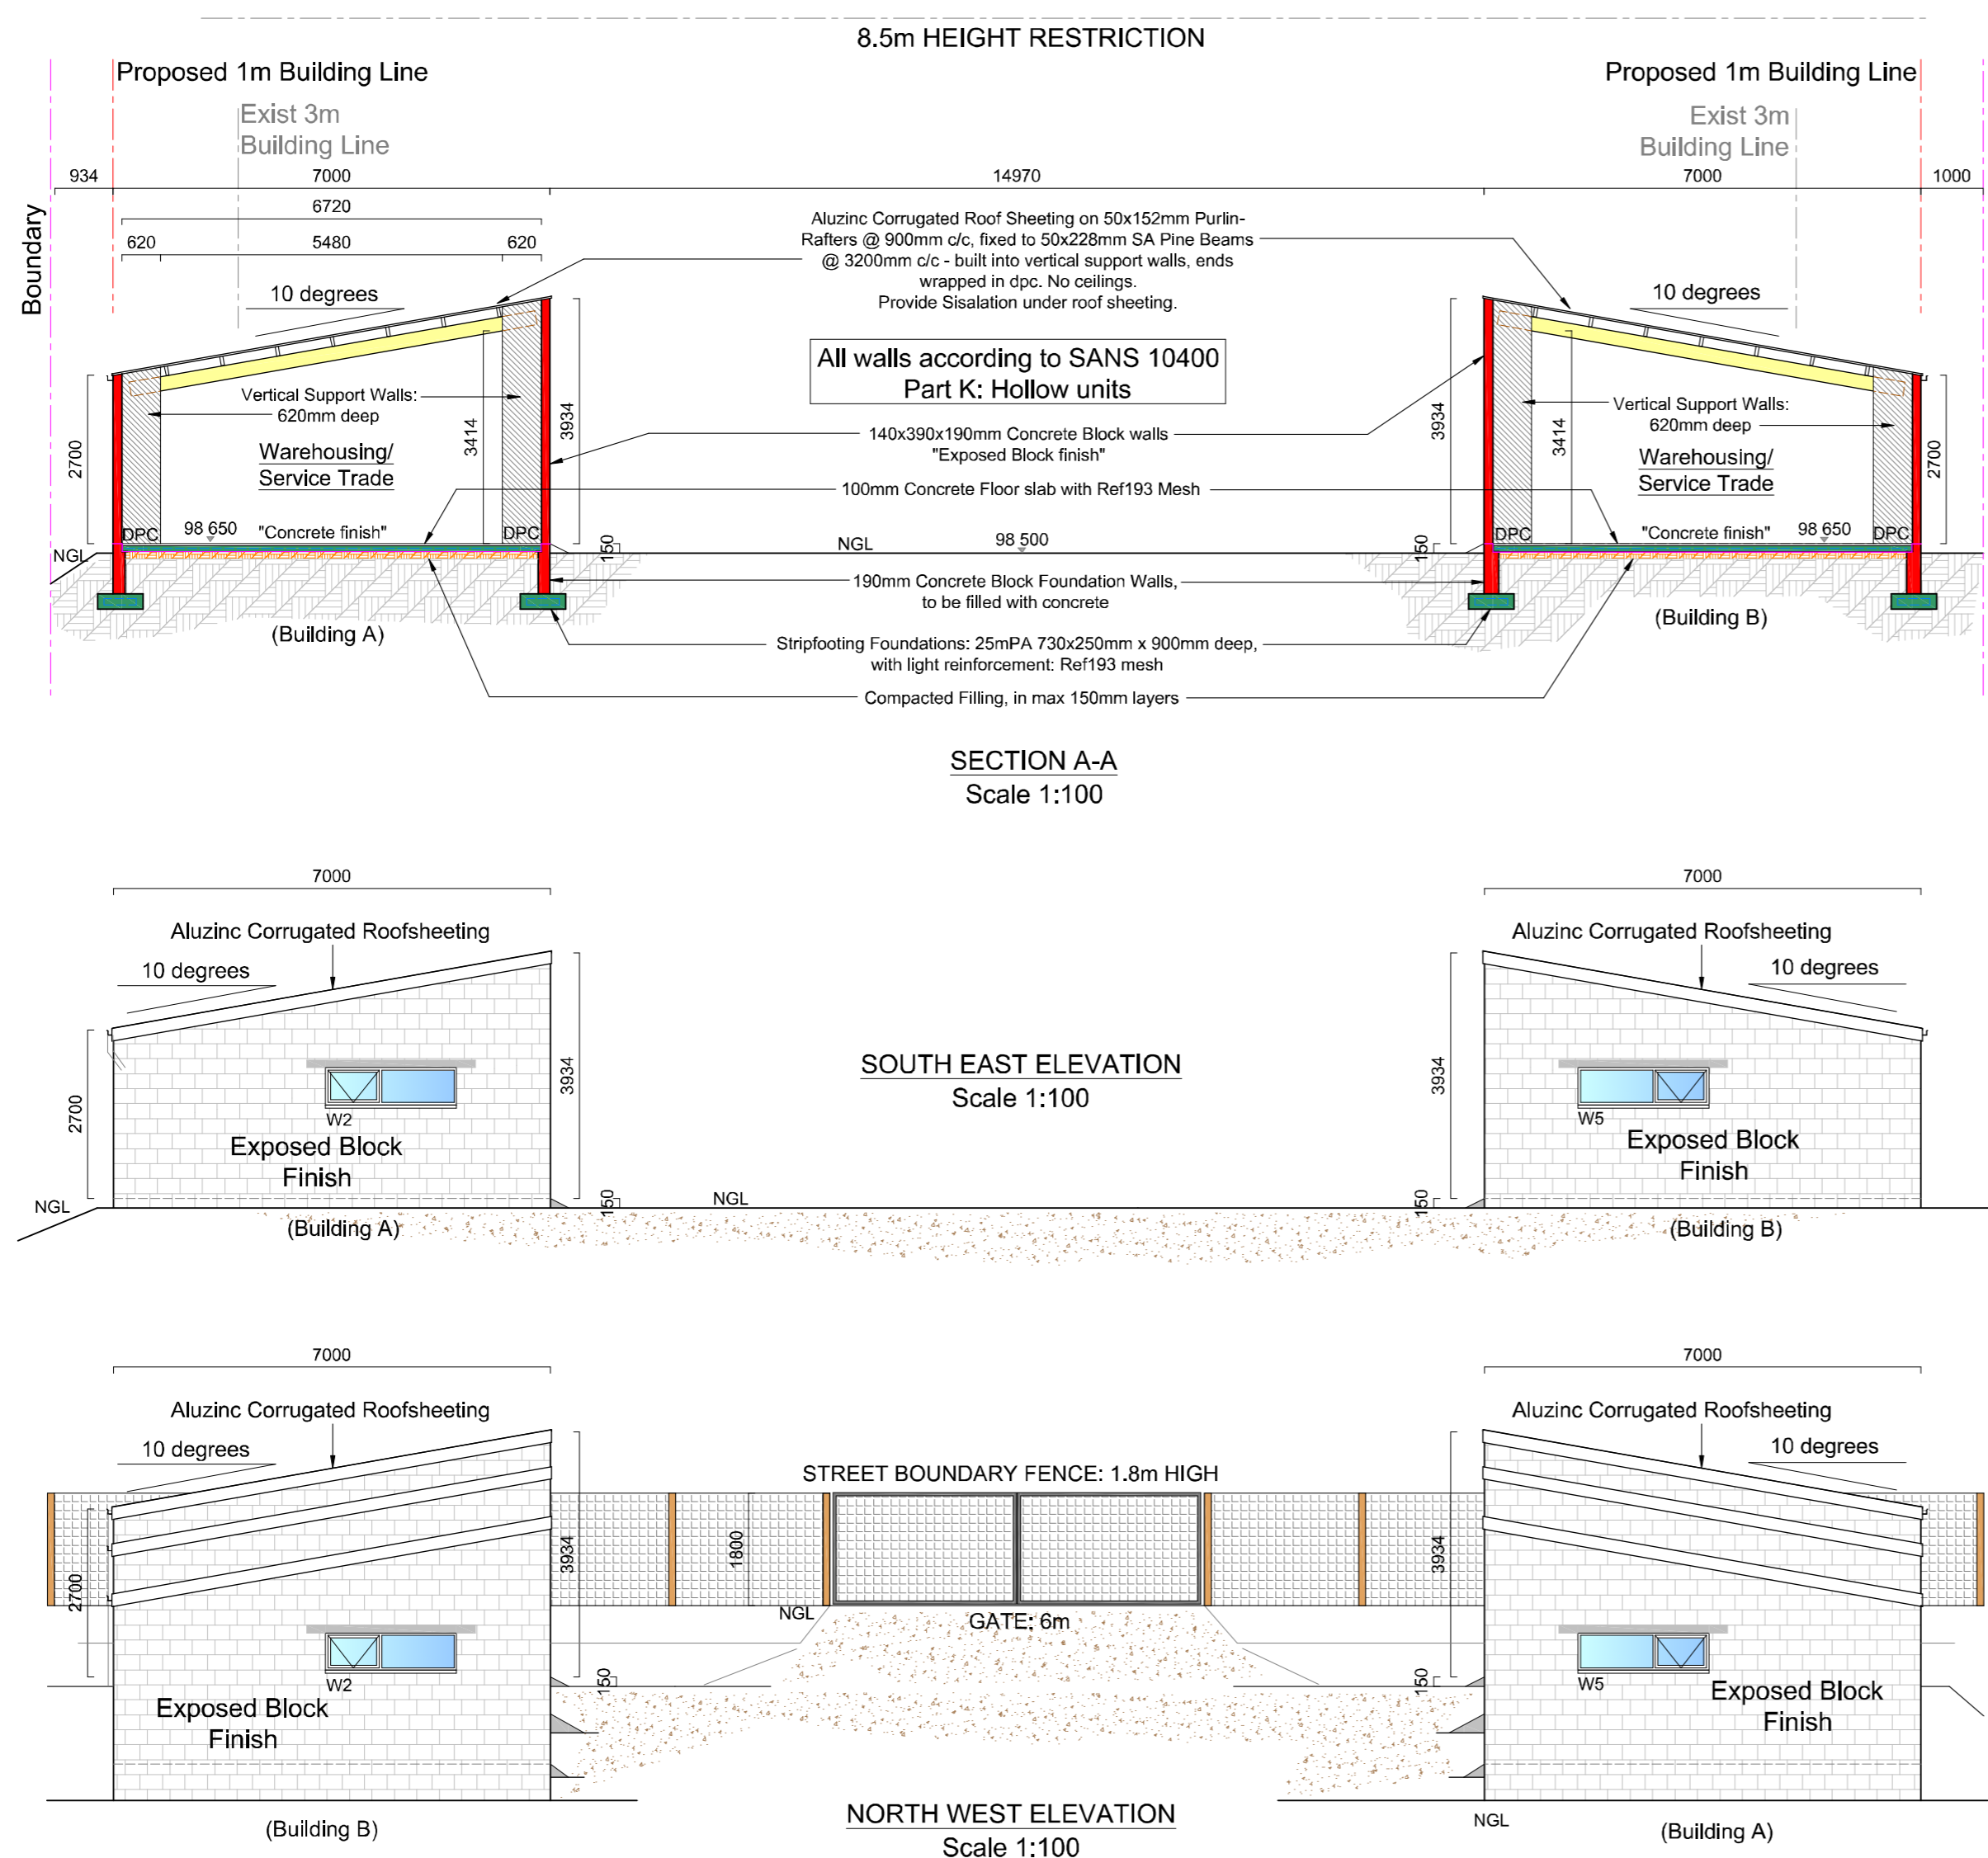 8.5m HEIGHT RESTRICTION
Proposed 1m Building Line
Proposed 1m Building Line
Exist 3m
Building Line
Exist 3m
Building Line
934
7000
14970
7000
1000
Boundary
6720
620
5480
620
Aluzinc Corrugated Roof Sheeting on 50x152mm Purlin-
Rafters @ 900mm c/c, fixed to 50x228mm SA Pine Beams
@ 3200mm c/c - built into vertical support walls, ends
wrapped in dpc. No ceilings.
Provide Sisalation under roof sheeting.
10 degrees
10 degrees
All walls according to SANS 10400
Part K: Hollow units
Vertical Support Walls:
620mm deep
Vertical Support Walls:
620mm deep
2700
3414
3934
3934
3414
2700
140x390x190mm Concrete Block walls
"Exposed Block finish"
Warehousing/
Service Trade
Warehousing/
Service Trade
100mm Concrete Floor slab with Ref193 Mesh
DPC
98 650
"Concrete finish"
DPC
DPC
"Concrete finish"
98 650
DPC
NGL
150
NGL
98 500
150
190mm Concrete Block Foundation Walls,
to be filled with concrete
(Building A)
(Building B)
Stripfooting Foundations: 25mPA 730x250mm x 900mm deep,
with light reinforcement: Ref193 mesh
Compacted Filling, in max 150mm layers
SECTION A-A
Scale 1:100
7000
7000
Aluzinc Corrugated Roofsheeting
Aluzinc Corrugated Roofsheeting
10 degrees
10 degrees
2700
3934
3934
SOUTH EAST ELEVATION
Scale 1:100
W2
W5
Exposed Block
Finish
Exposed Block
Finish
NGL
150
NGL
150
(Building A)
(Building B)
7000
7000
Aluzinc Corrugated Roofsheeting
Aluzinc Corrugated Roofsheeting
10 degrees
10 degrees
STREET BOUNDARY FENCE: 1.8m HIGH
2700
3934
1800
3934
NGL
GATE: 6m
W2
W5
150
150
Exposed Block
Finish
Exposed Block
Finish
NORTH WEST ELEVATION
Scale 1:100
NGL
(Building B)
(Building A)